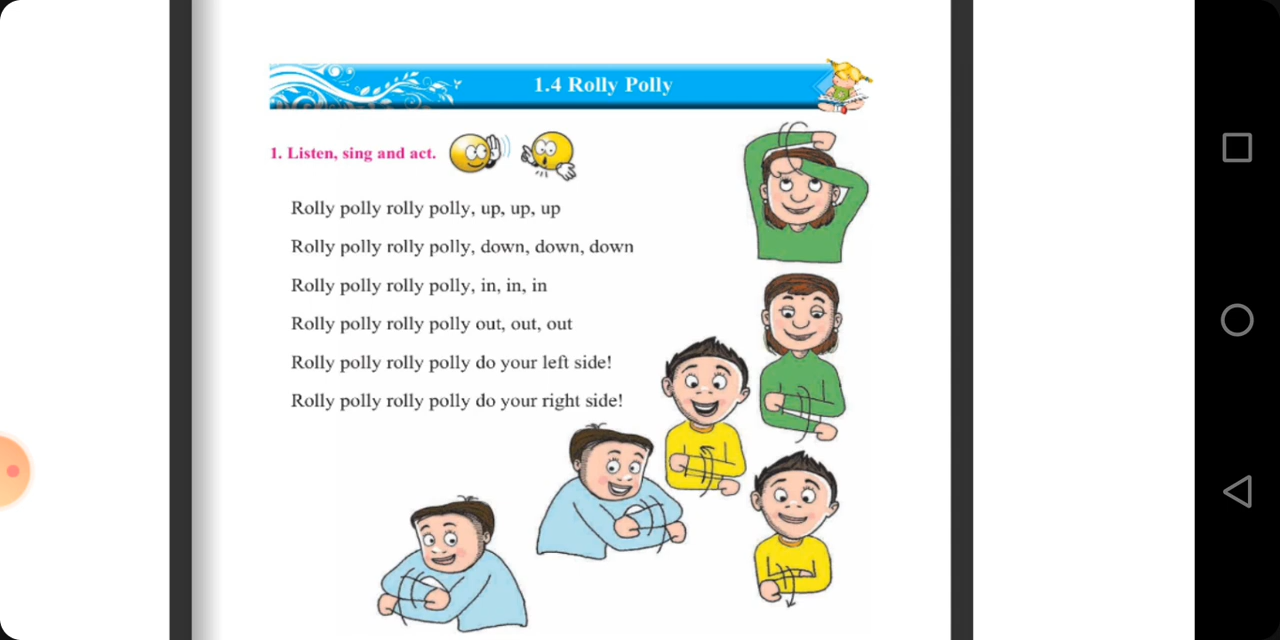 1.4 Rolly Polly
1. Listen, sing and act.
Rolly polly rolly polly, up, up, up
Rolly polly rolly polly, down, down, down
Rolly polly rolly polly, in, in, in
Rolly polly rolly polly out, out, out
Rolly polly rolly polly do your left side!
Rolly polly rolly polly do your right side!